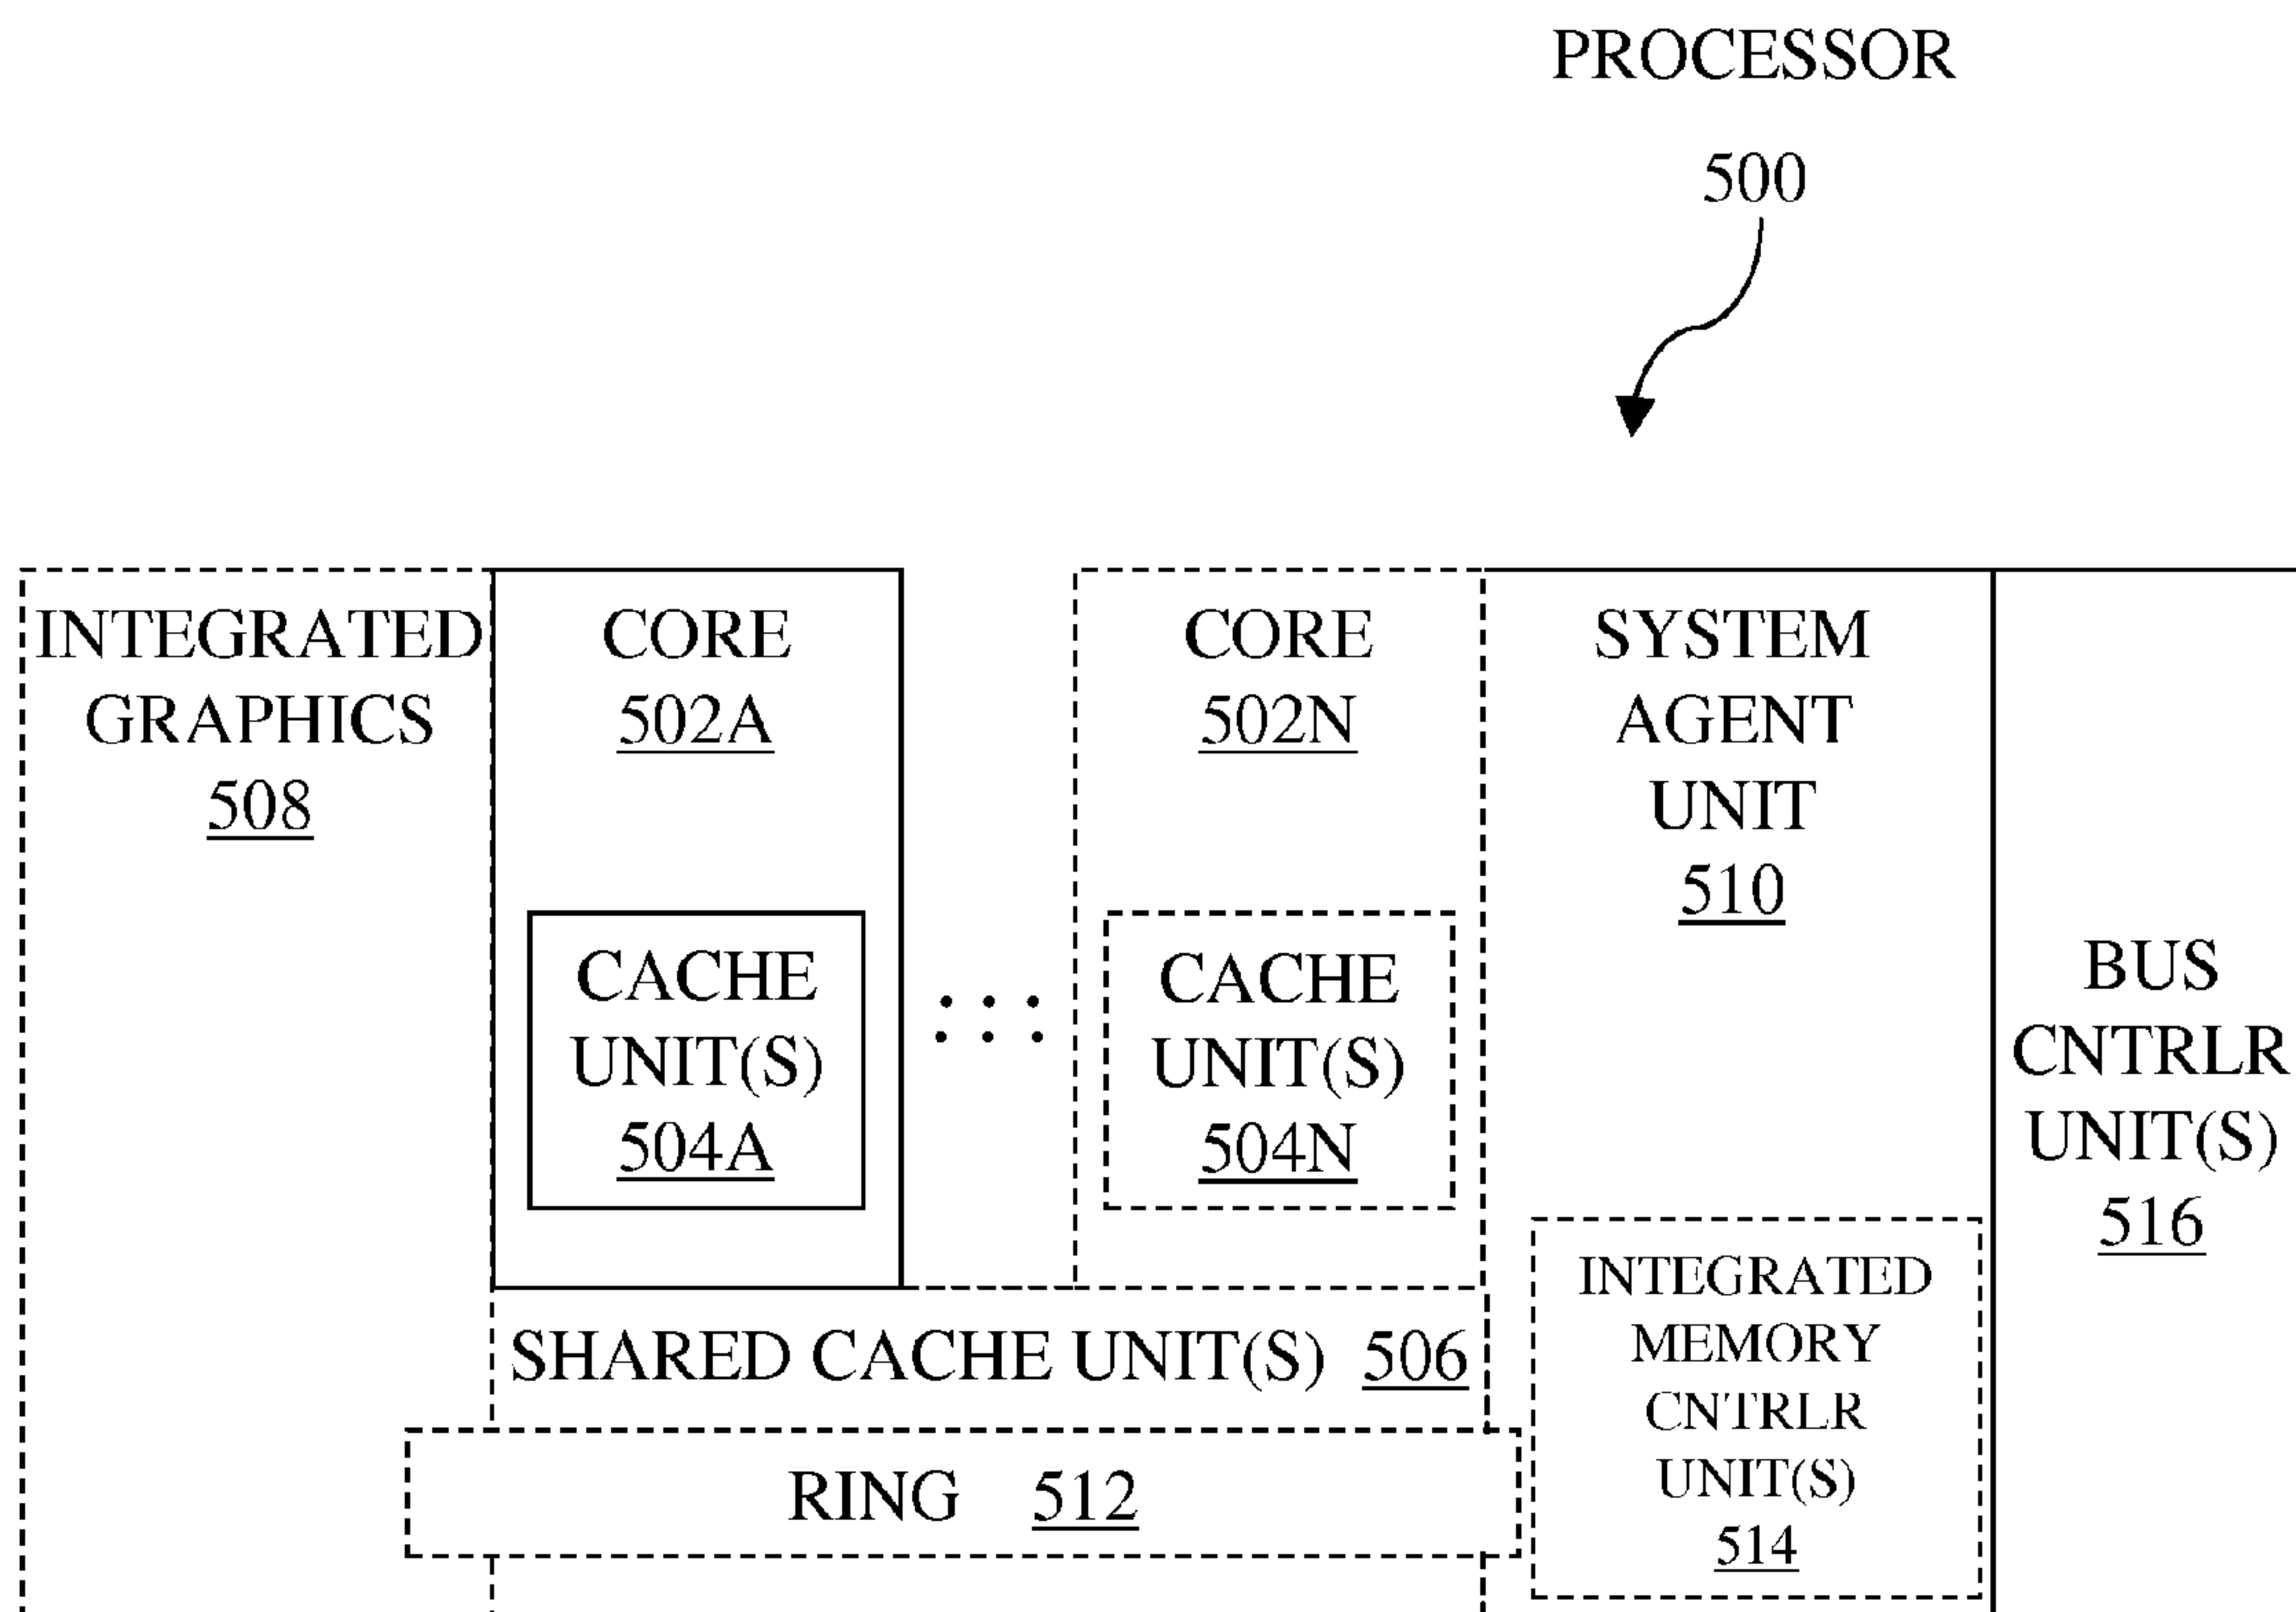 PROCESSOR
500
INTEGRATED
GRAPHICS
508
CORE
502A
CACHE
UNIT(S)
504A
CORE
502N
CACHE
UNIT(S)
504N
SYSTEM
AGENT
UNIT
510
BUS
CNTRLR
UNIT(S)
516
SHARED CACHE UNIT(S) 506
RING 512
INTEGRATED
MEMORY
CNTRLR
UNIT(S)
514